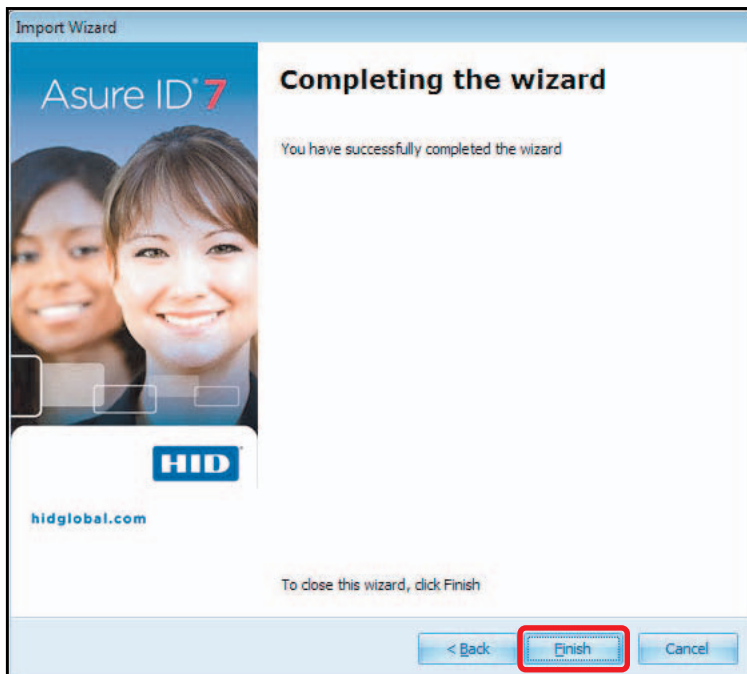 Import Wizard
Asure ID® 7
Completing the wizard
You have successfully completed the wizard
HID
hidglobal.com
To close this wizard, click Finish
< Back
Finish
Cancel